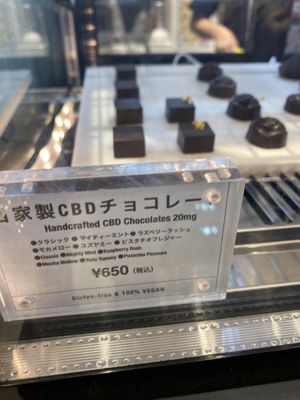 自家製CBDチョコレー
Handcrafted CBD Chocolates 20mg
●クラシック ●マイティーミント ●ラズベリーラッシュ
●モカメロー ●ユズヤミー ●ピスタチオプレジャー
●Classic ●Mighty Mint ●Raspberry Rush
●Mocha Mellow ●Yuzu Yummy ●Pistachio Pleasure
¥650(税込)
Gluten-free & 100% VEGAN